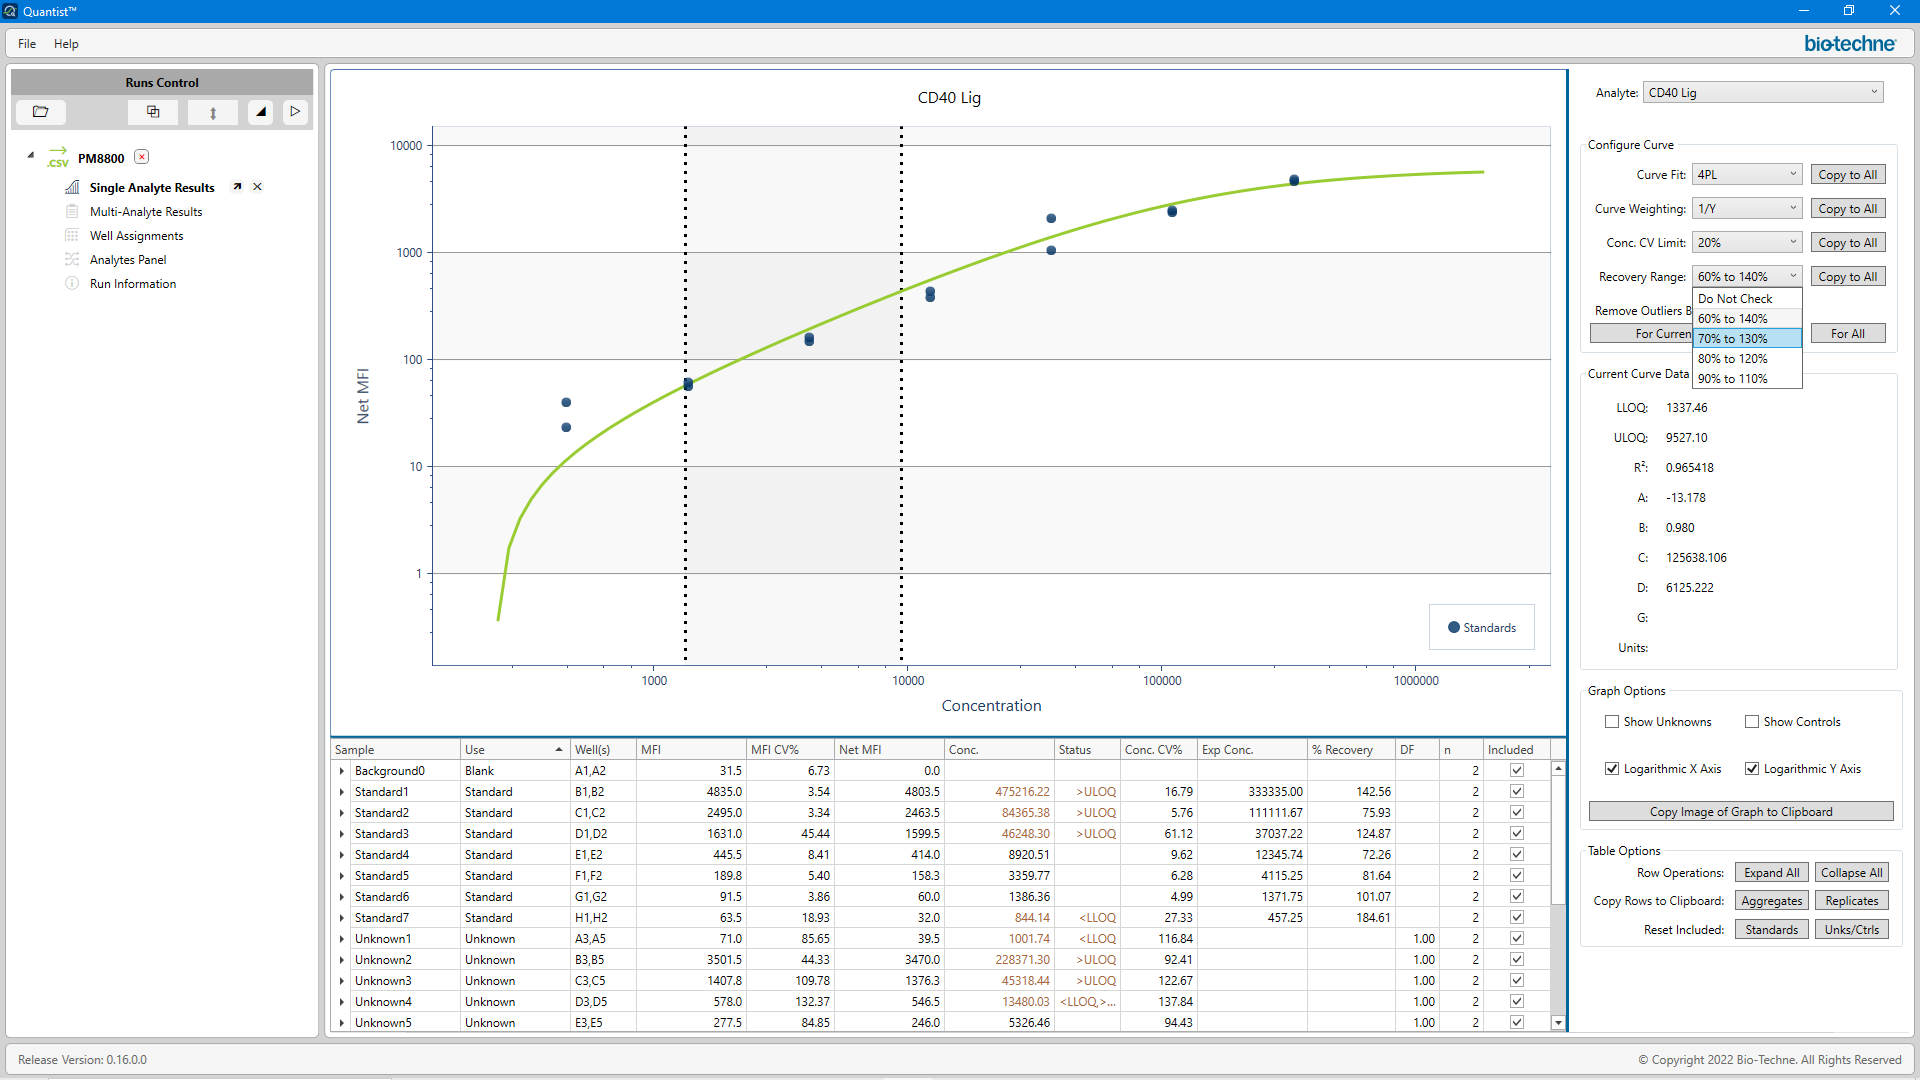 Quantist™
File Help
bio-techne®
Runs Control
.CSV PM8800
Single Analyte Results
Multi-Analyte Results
Well Assignments
Analytes Panel
Run Information
CD40 Lig
10000
1000
100
10
1
Net MFI
1000 10000 100000 1000000
Concentration
Standards
Analyte: CD40 Lig
Configure Curve
Curve Fit: 4PL Copy to All
Curve Weighting: 1/Y Copy to All
Conc. CV Limit: 20% Copy to All
Recovery Range: 60% to 140% Copy to All
Do Not Check
60% to 140%
70% to 130%
80% to 120%
90% to 110%
Remove Outliers B
For Curren For All
Current Curve Data
LLOQ: 1337.46
ULOQ: 9527.10
R²: 0.965418
A: -13.178
B: 0.980
C: 125638.106
D: 6125.222
G:
Units:
Graph Options
Show Unknowns Show Controls
Logarithmic X Axis Logarithmic Y Axis
Copy Image of Graph to Clipboard
Table Options
Row Operations: Expand All Collapse All
Copy Rows to Clipboard: Aggregates Replicates
Reset Included: Standards Unks/Ctrls
Sample Use Well(s) MFI MFI CV% Net MFI Conc. Status Conc. CV% Exp Conc. % Recovery DF n Included
Background0 Blank A1,A2 31.5 6.73 0.0 2
Standard1 Standard B1,B2 4835.0 3.54 4803.5 475216.22 >ULOQ 16.79 333335.00 142.56 2
Standard2 Standard C1,C2 2495.0 3.34 2463.5 84365.38 >ULOQ 5.76 111111.67 75.93 2
Standard3 Standard D1,D2 1631.0 45.44 1599.5 46248.30 >ULOQ 61.12 37037.22 124.87 2
Standard4 Standard E1,E2 445.5 8.41 414.0 8920.51 9.62 12345.74 72.26 2
Standard5 Standard F1,F2 189.8 5.40 158.3 3359.77 6.28 4115.25 81.64 2
Standard6 Standard G1,G2 91.5 3.86 60.0 1386.36 4.99 1371.75 101.07 2
Standard7 Standard H1,H2 63.5 18.93 32.0 844.14 <LLOQ 27.33 457.25 184.61 2
Unknown1 Unknown A3,A5 71.0 85.65 39.5 1001.74 <LLOQ 116.84 1.00 2
Unknown2 Unknown B3,B5 3501.5 44.33 3470.0 228371.30 >ULOQ 92.41 1.00 2
Unknown3 Unknown C3,C5 1407.8 109.78 1376.3 45318.44 >ULOQ 122.67 1.00 2
Unknown4 Unknown D3,D5 578.0 132.37 546.5 13480.03 <LLOQ,>... 137.84 1.00 2
Unknown5 Unknown E3,E5 277.5 84.85 246.0 5326.46 94.43 1.00 2
Release Version: 0.16.0.0
© Copyright 2022 Bio-Techne. All Rights Reserved